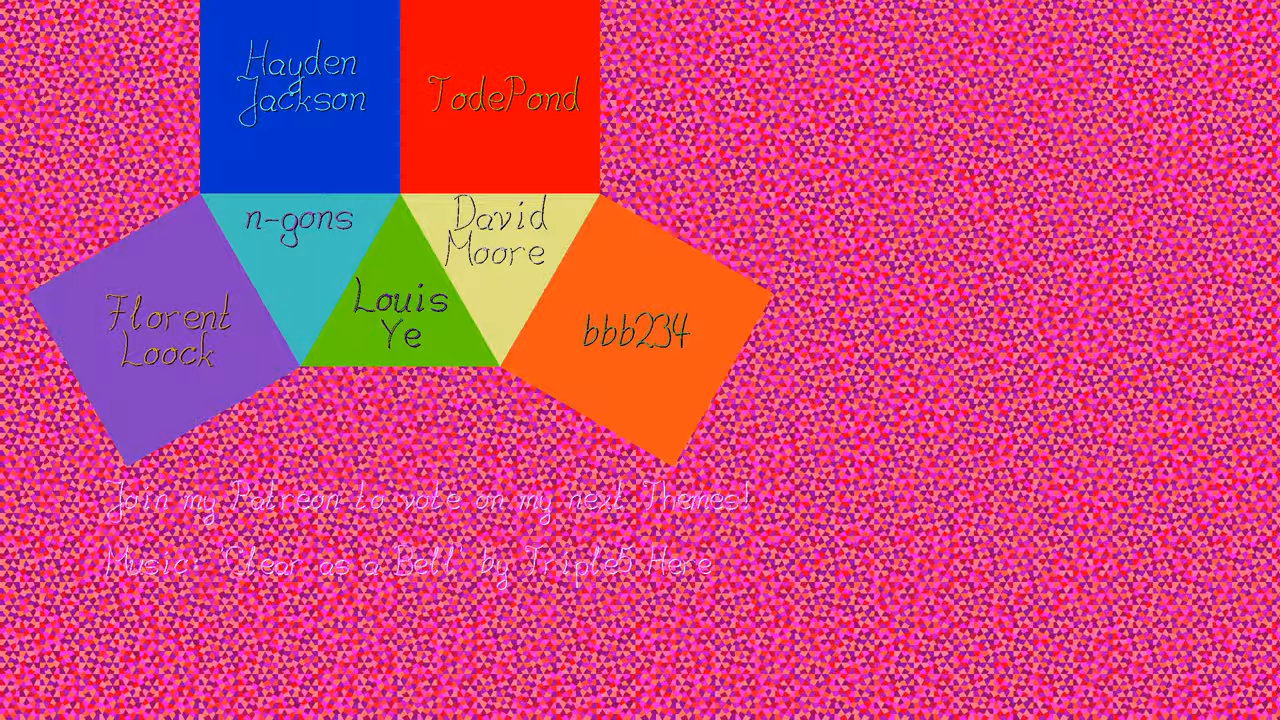 Hayden
Jackson
TodePond
n-gons
David
Moore
Florent
Loock
Louis
Ye
bbb234
Join my Patreon to vote on my next Themes!
Music: "Clear as a Bell" by Triple5 Here